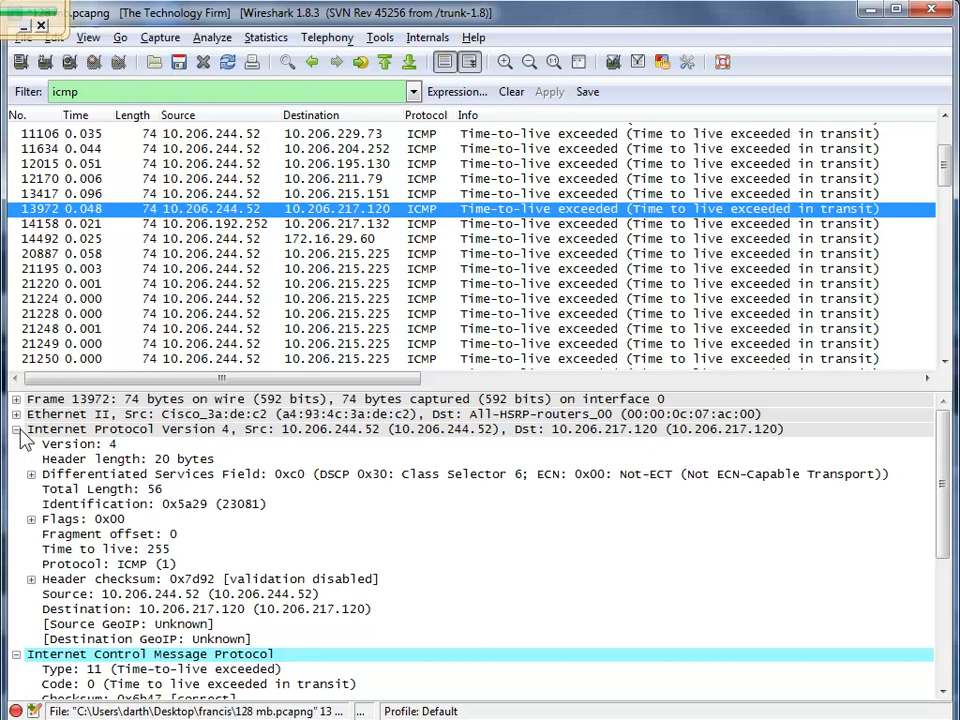 .pcapng [The Technology Firm] [Wireshark 1.8.3 (SVN Rev 45256 from /trunk-1.8)]
View Go Capture Analyze Statistics Telephony Tools Internals Help
Filter: icmp Expression... Clear Apply Save
No. Time Length Source Destination Protocol Info
11106 0.035 74 10.206.244.52 10.206.229.73 ICMP Time-to-live exceeded (Time to live exceeded in transit)
11634 0.044 74 10.206.244.52 10.206.204.252 ICMP Time-to-live exceeded (Time to live exceeded in transit)
12015 0.051 74 10.206.244.52 10.206.195.130 ICMP Time-to-live exceeded (Time to live exceeded in transit)
12170 0.006 74 10.206.244.52 10.206.211.79 ICMP Time-to-live exceeded (Time to live exceeded in transit)
13417 0.096 74 10.206.244.52 10.206.215.151 ICMP Time-to-live exceeded (Time to live exceeded in transit)
13972 0.048 74 10.206.244.52 10.206.217.120 ICMP Time-to-live exceeded (Time to live exceeded in transit)
14158 0.021 74 10.206.192.252 10.206.217.132 ICMP Time-to-live exceeded (Time to live exceeded in transit)
14492 0.025 74 10.206.244.52 172.16.29.60 ICMP Time-to-live exceeded (Time to live exceeded in transit)
20887 0.058 74 10.206.244.52 10.206.215.225 ICMP Time-to-live exceeded (Time to live exceeded in transit)
21195 0.003 74 10.206.244.52 10.206.215.225 ICMP Time-to-live exceeded (Time to live exceeded in transit)
21220 0.001 74 10.206.244.52 10.206.215.225 ICMP Time-to-live exceeded (Time to live exceeded in transit)
21224 0.000 74 10.206.244.52 10.206.215.225 ICMP Time-to-live exceeded (Time to live exceeded in transit)
21228 0.000 74 10.206.244.52 10.206.215.225 ICMP Time-to-live exceeded (Time to live exceeded in transit)
21248 0.001 74 10.206.244.52 10.206.215.225 ICMP Time-to-live exceeded (Time to live exceeded in transit)
21249 0.000 74 10.206.244.52 10.206.215.225 ICMP Time-to-live exceeded (Time to live exceeded in transit)
21250 0.000 74 10.206.244.52 10.206.215.225 ICMP Time-to-live exceeded (Time to live exceeded in transit)
Frame 13972: 74 bytes on wire (592 bits), 74 bytes captured (592 bits) on interface 0
Ethernet II, Src: Cisco_3a:de:c2 (a4:93:4c:3a:de:c2), Dst: All-HSRP-routers_00 (00:00:0c:07:ac:00)
Internet Protocol Version 4, Src: 10.206.244.52 (10.206.244.52), Dst: 10.206.217.120 (10.206.217.120)
Version: 4
Header length: 20 bytes
Differentiated Services Field: 0xc0 (DSCP 0x30: Class Selector 6; ECN: 0x00: Not-ECT (Not ECN-Capable Transport))
Total Length: 56
Identification: 0x5a29 (23081)
Flags: 0x00
Fragment offset: 0
Time to live: 255
Protocol: ICMP (1)
Header checksum: 0x7d92 [validation disabled]
Source: 10.206.244.52 (10.206.244.52)
Destination: 10.206.217.120 (10.206.217.120)
[Source GeoIP: Unknown]
[Destination GeoIP: Unknown]
Internet Control Message Protocol
Type: 11 (Time-to-live exceeded)
Code: 0 (Time to live exceeded in transit)
Checksum: 0x6b47 [correct]
File: "C:\Users\darth\Desktop\francis\128 mb.pcapng" 13 ... ... Profile: Default